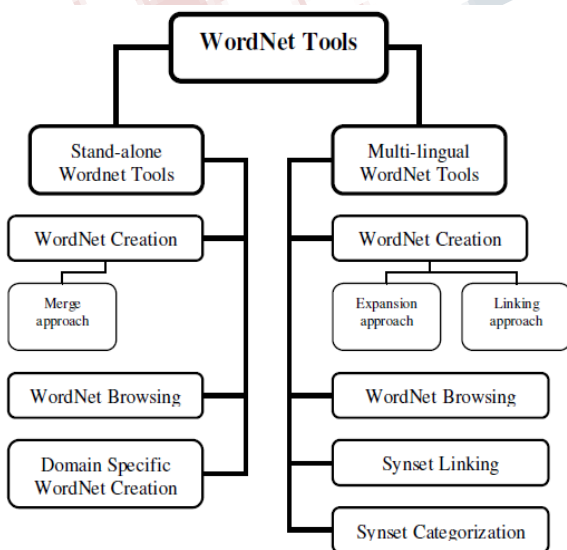 WordNet Tools
Stand-alone
Wordnet Tools
Multi-lingual
WordNet Tools
WordNet Creation
WordNet Creation
Merge
approach
Expansion
approach
Linking
approach
WordNet Browsing
WordNet Browsing
Domain Specific
WordNet Creation
Synset Linking
Synset Categorization